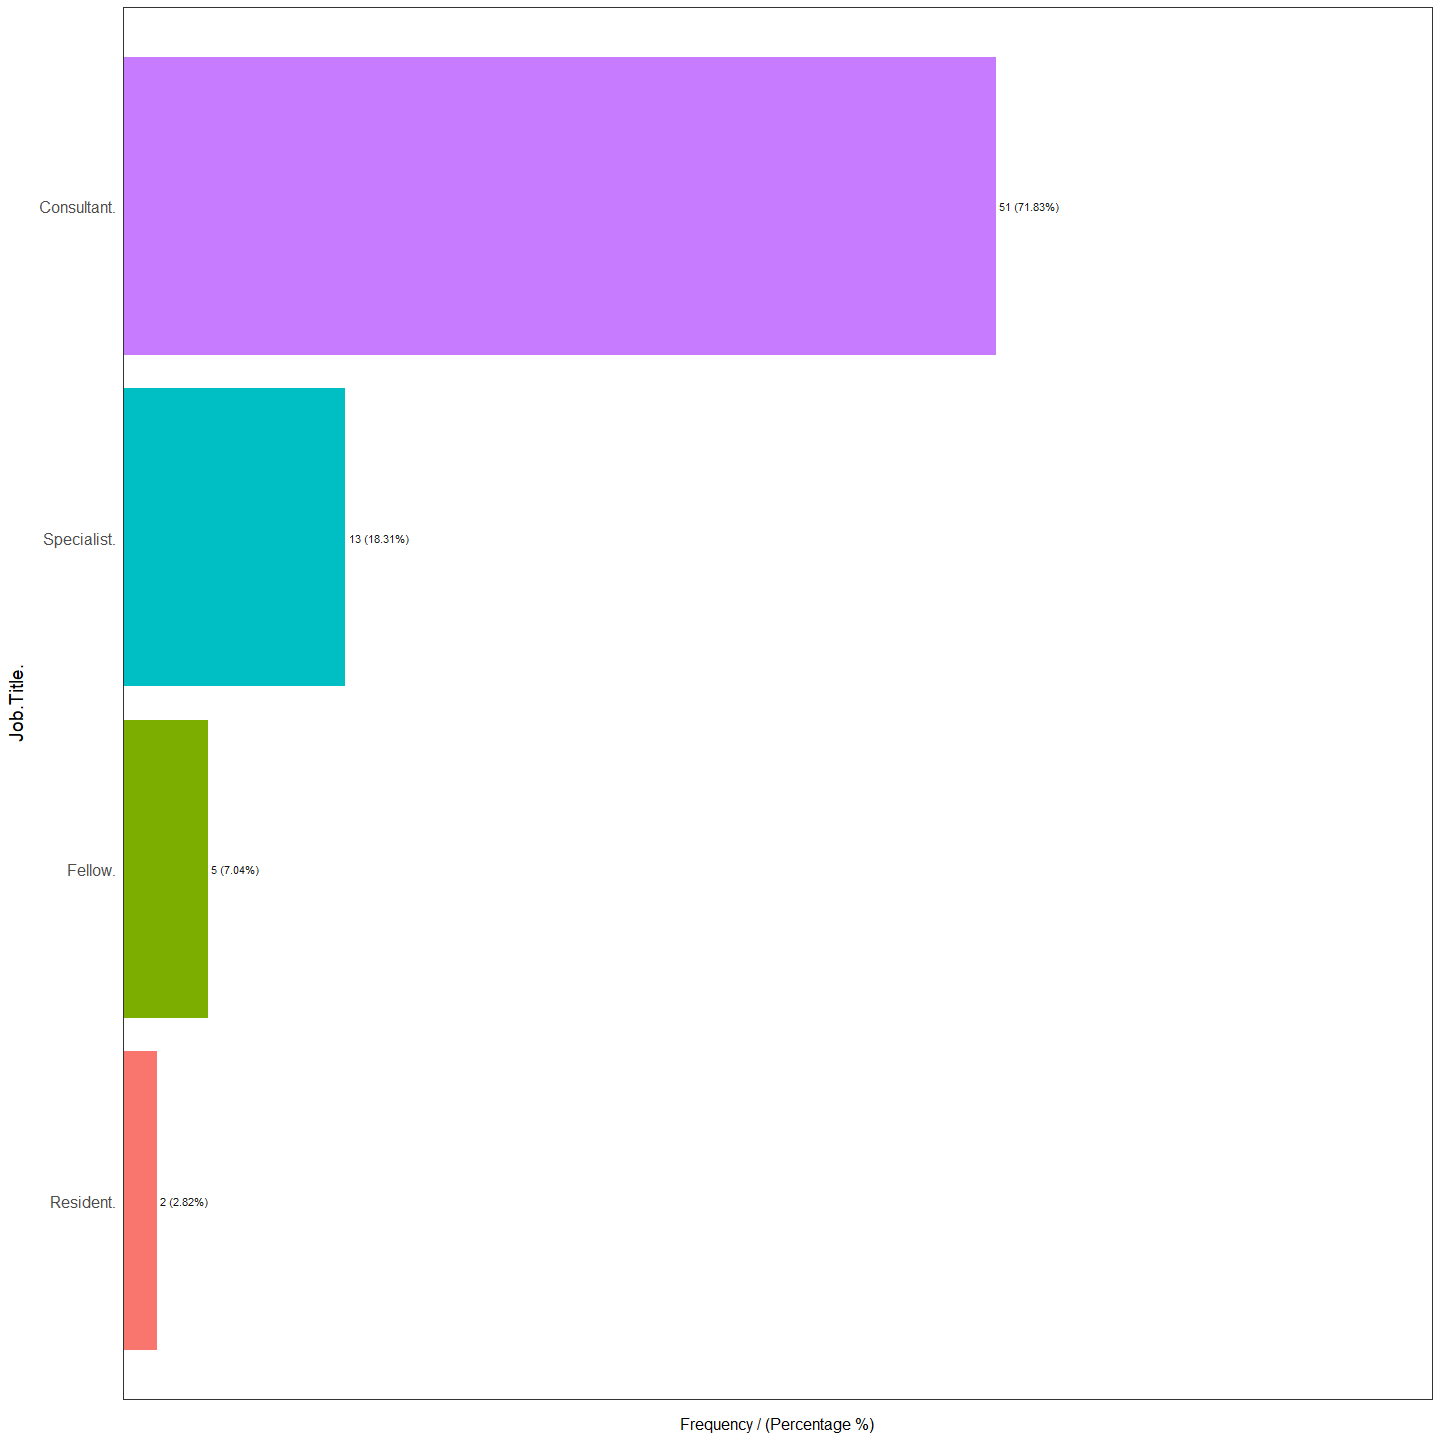 Job.Title.
Consultant.
51 (71.83%)
Specialist.
13 (18.31%)
Fellow.
5 (7.04%)
Resident.
2 (2.82%)
Frequency / (Percentage %)